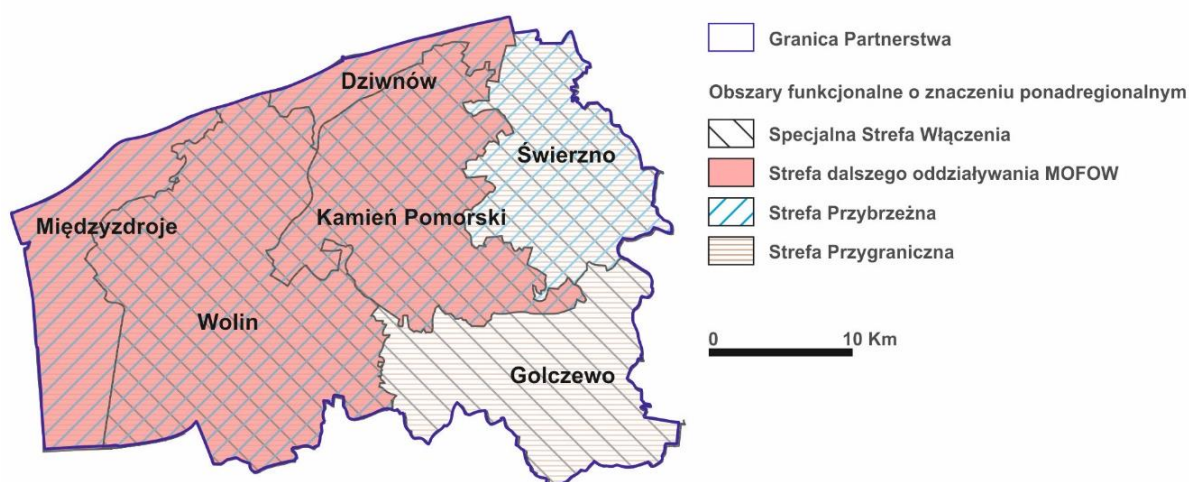 Dziwnów
Świerzno
Międzyzdroje
Kamień Pomorski
Wolin
Golczewo
Granica Partnerstwa
Obszary funkcjonalne o znaczeniu ponadregionalnym
Specjalna Strefa Włączenia
Strefa dalszego oddziaływania MOFOW
Strefa Przybrzeżna
Strefa Przygraniczna
0 10 Km